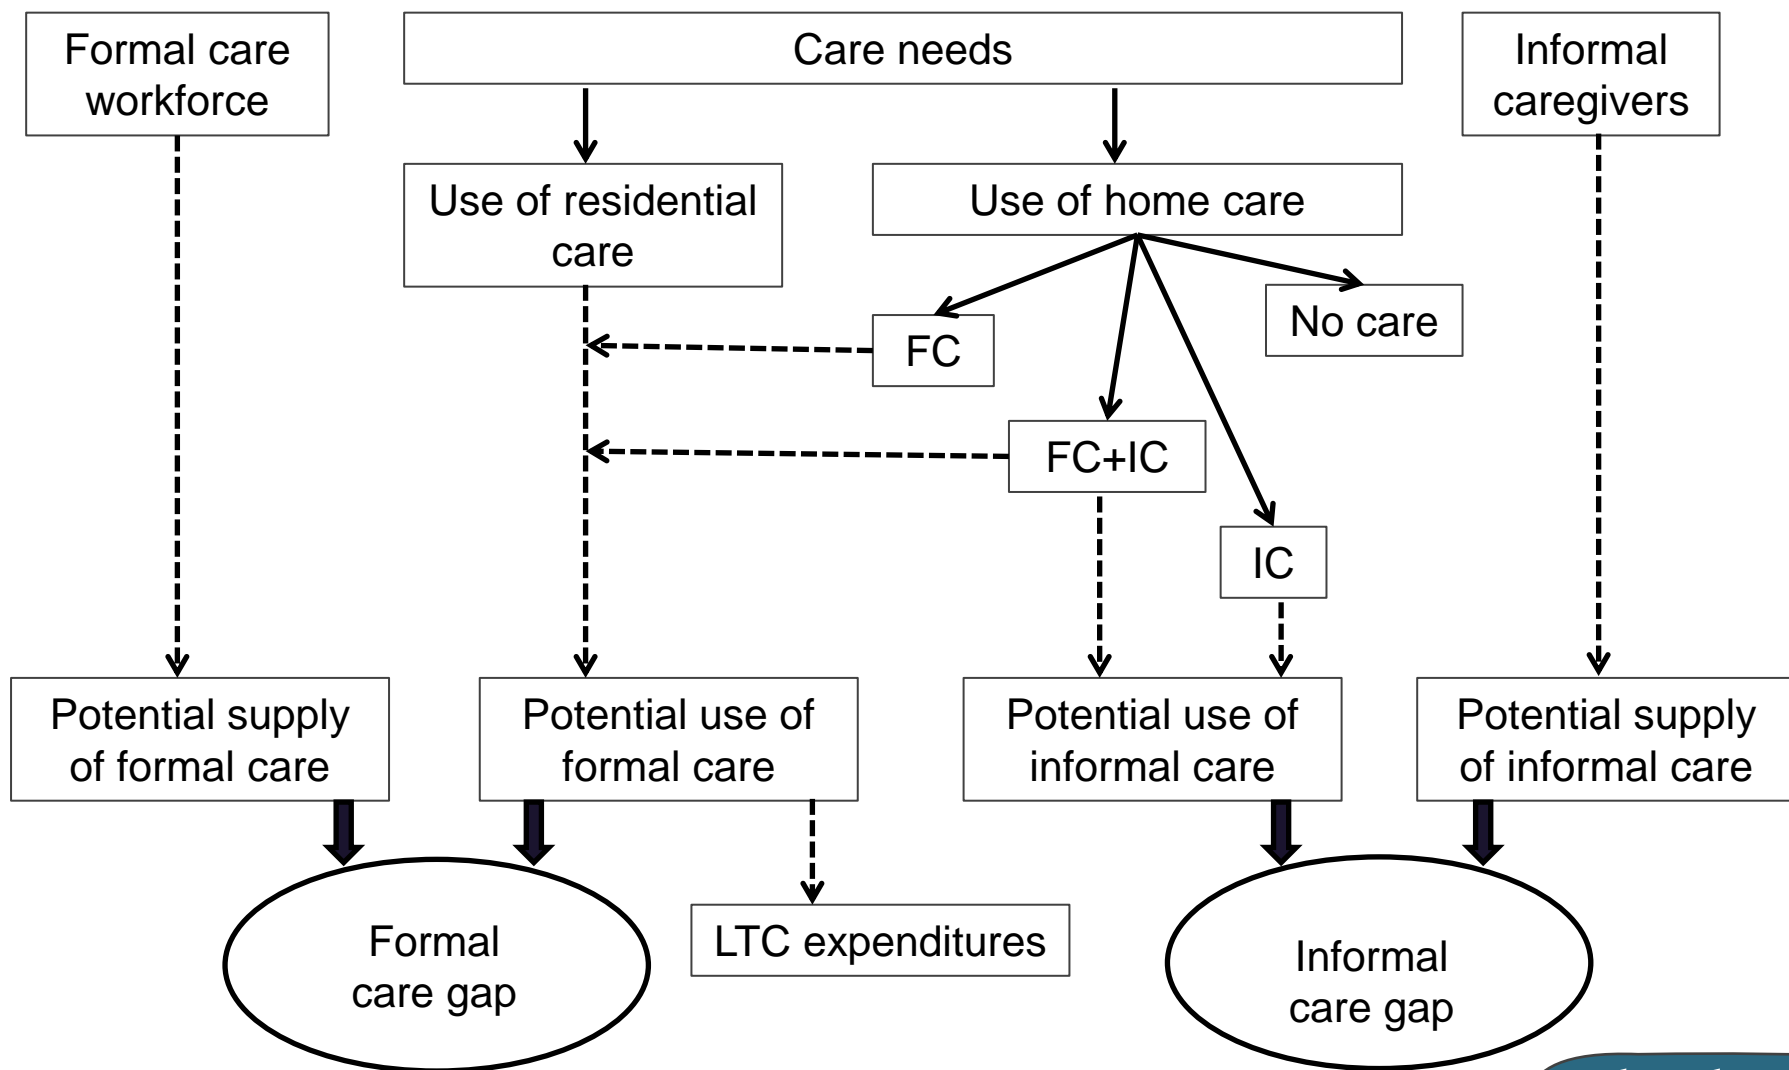 Formal care
workforce
Care needs
Informal
caregivers
Use of residential
care
Use of home care
No care
FC
FC+IC
IC
Potential supply
of formal care
Potential use of
formal care
Potential use of
informal care
Potential supply
of informal care
Formal
care gap
LTC expenditures
Informal
care gap